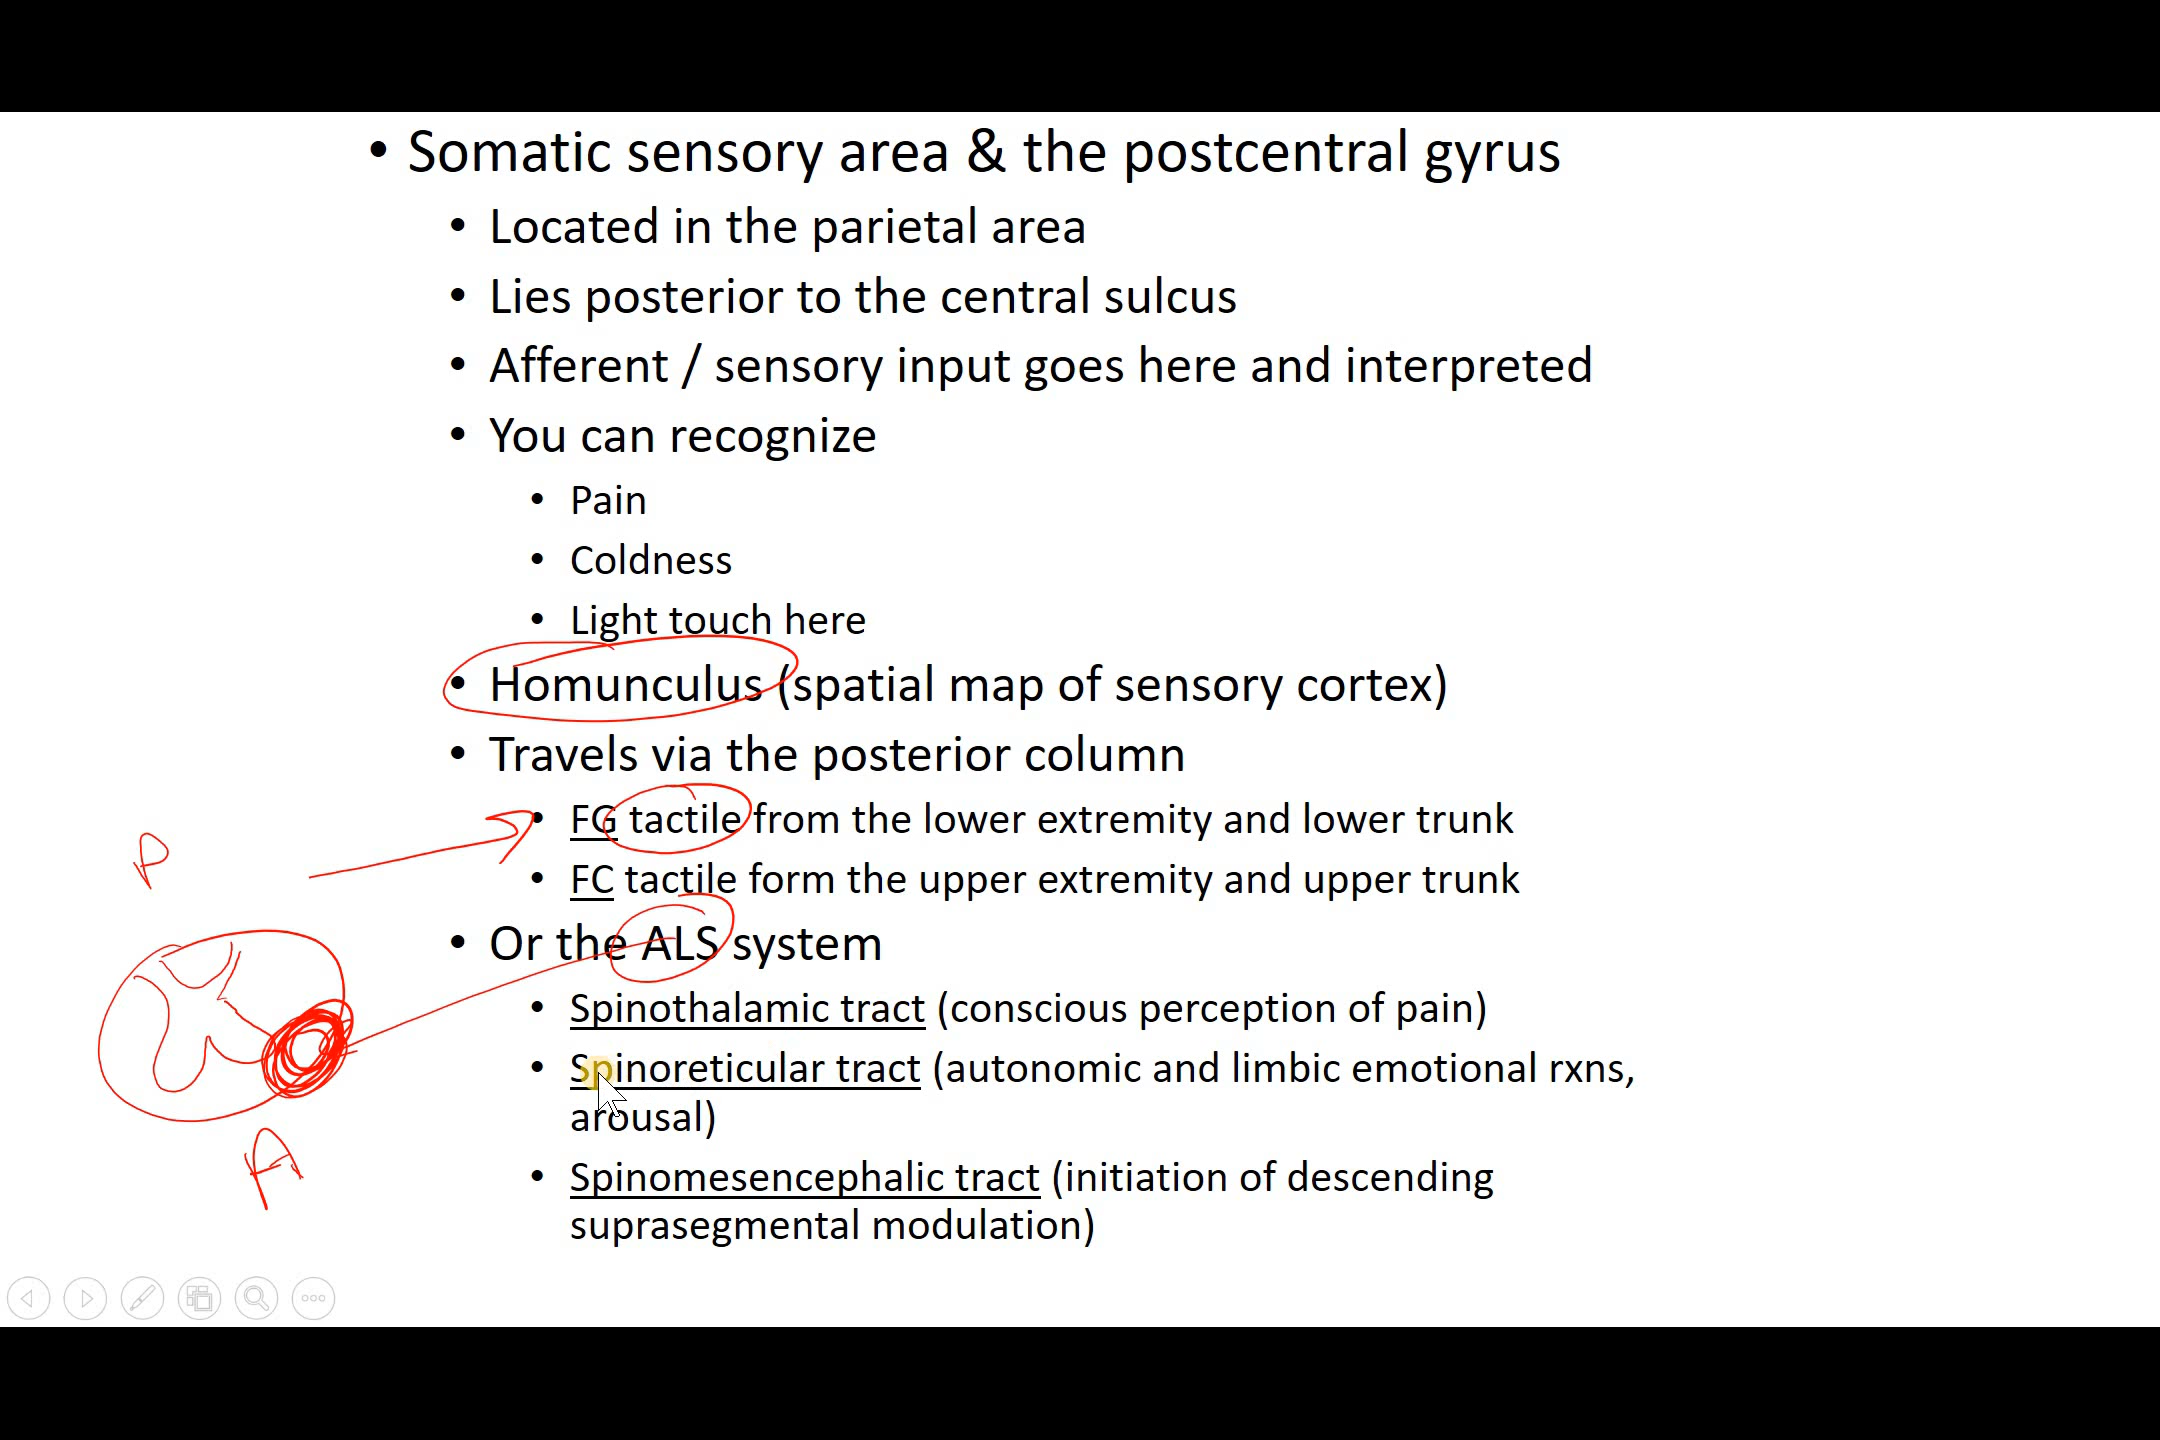 • Somatic sensory area & the postcentral gyrus
• Located in the parietal area
• Lies posterior to the central sulcus
• Afferent / sensory input goes here and interpreted
• You can recognize
• Pain
• Coldness
• Light touch here
• Homunculus (spatial map of sensory cortex)
• Travels via the posterior column
• FG tactile from the lower extremity and lower trunk
• FC tactile form the upper extremity and upper trunk
• Or the ALS system
• Spinothalamic tract (conscious perception of pain)
• Spinoreticular tract (autonomic and limbic emotional rxns,
arousal)
• Spinomesencephalic tract (initiation of descending
suprasegmental modulation)
P
A